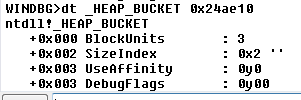 WINDBG>dt _HEAP_BUCKET 0x24ae10
ntdll!_HEAP_BUCKET
+0x000 BlockUnits : 3
+0x002 SizeIndex : 0x2 ''
+0x003 UseAffinity : 0y0
+0x003 DebugFlags : 0y00